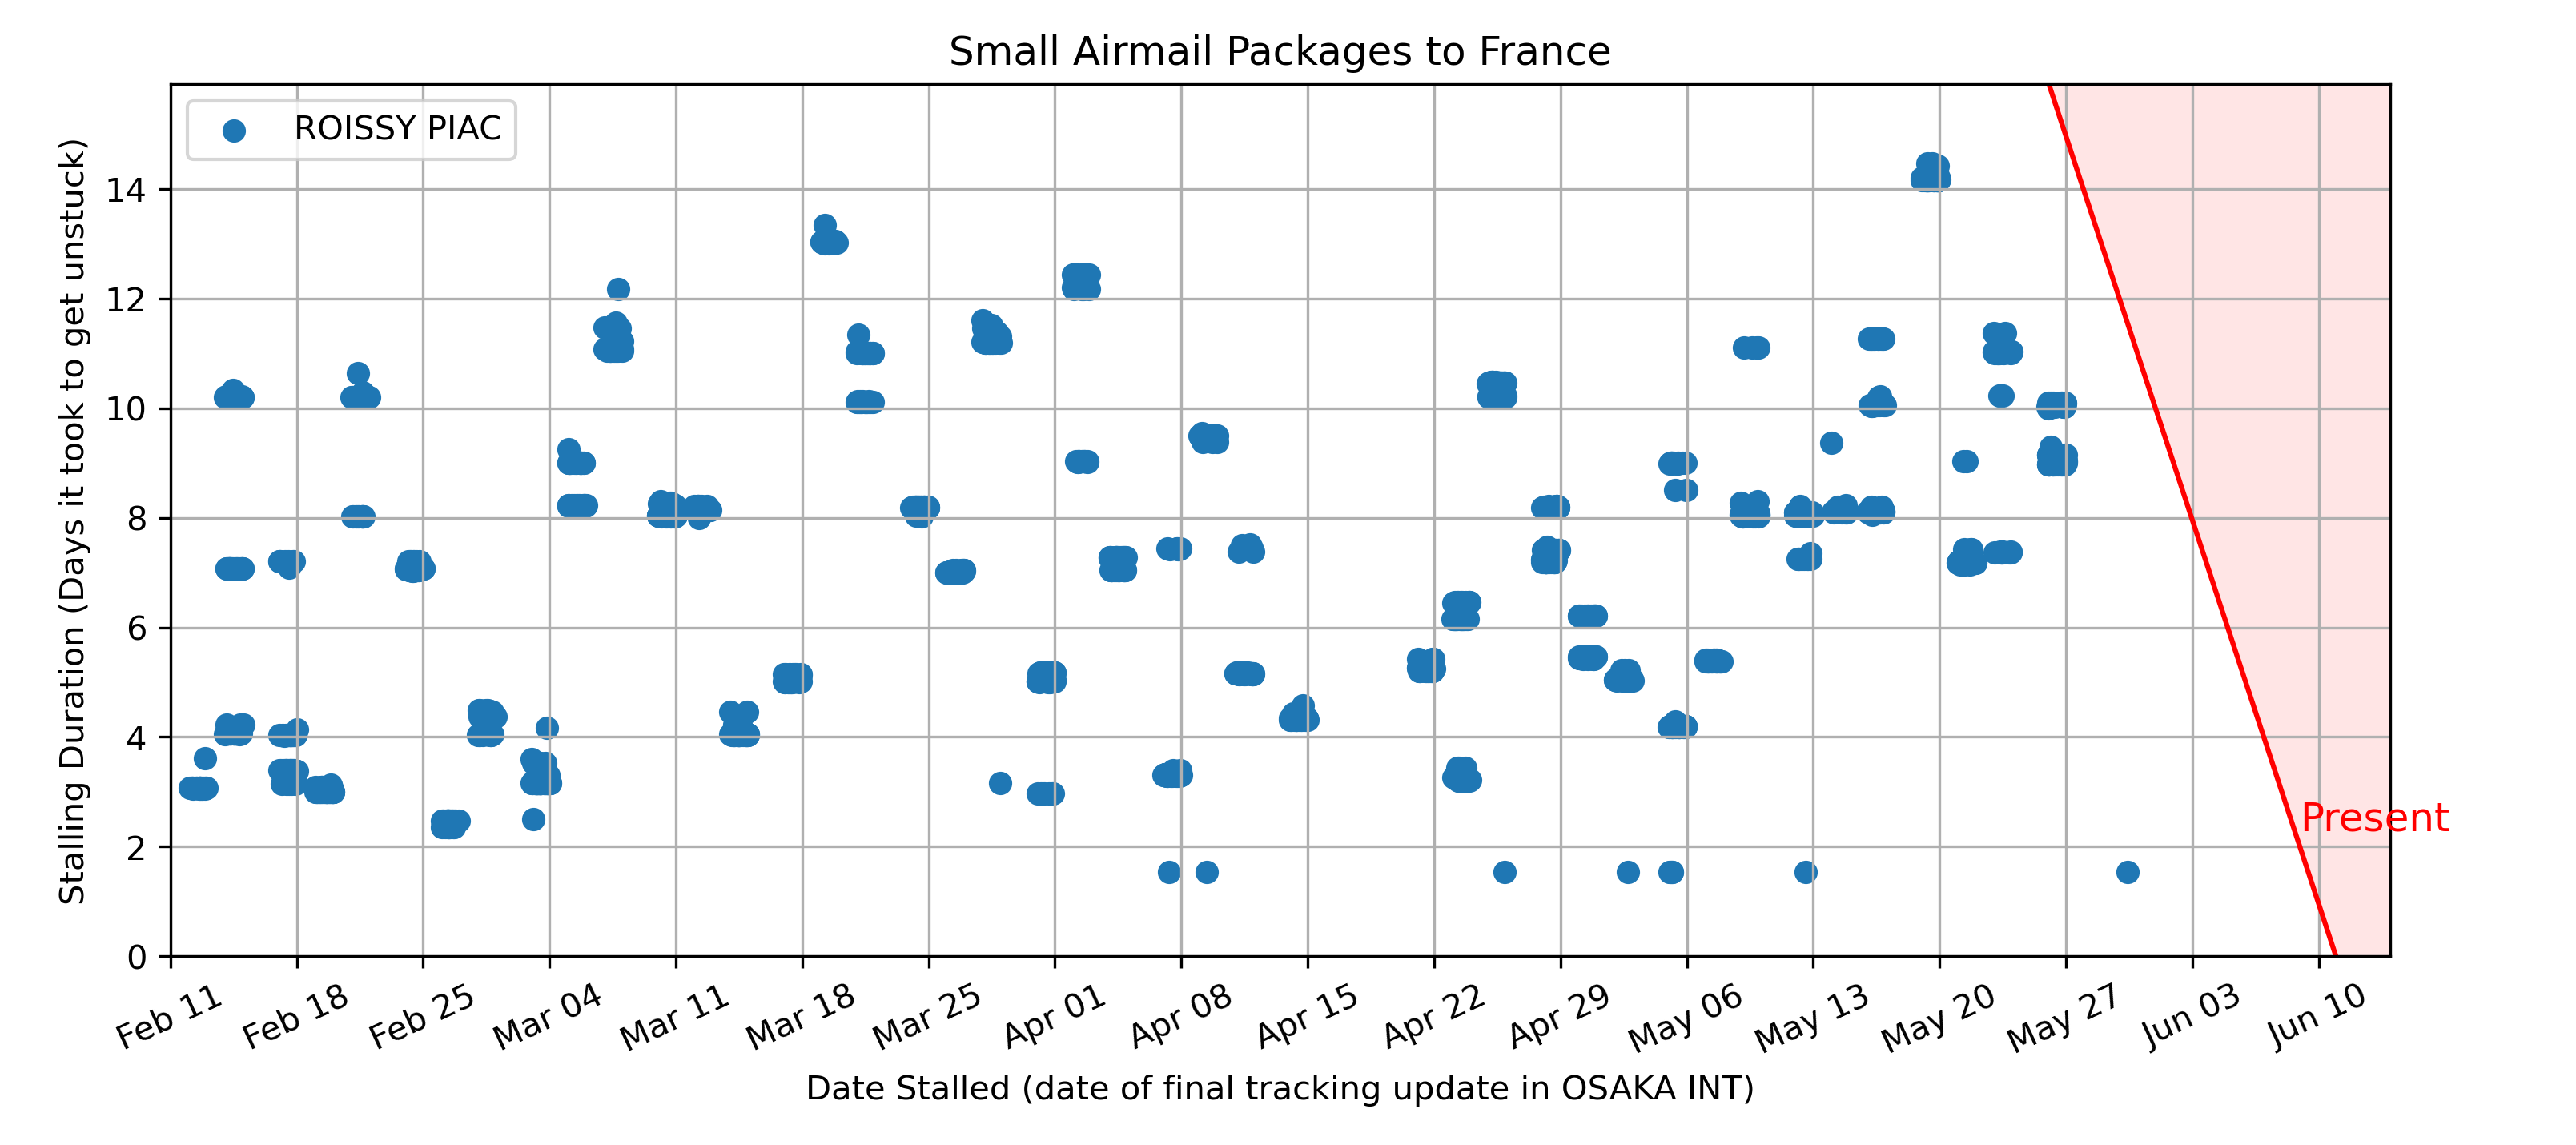 Small Airmail Packages to France
ROISSY PIAC
Stalling Duration (Days it took to get unstuck)
14
12
10
8
6
4
2
0
Present
Feb 11 Feb 18 Feb 25 Mar 04 Mar 11 Mar 18 Mar 25 Apr 01 Apr 08 Apr 15 Apr 22 Apr 29 May 06 May 13 May 20 May 27 Jun 03 Jun 10
Date Stalled (date of final tracking update in OSAKA INT)